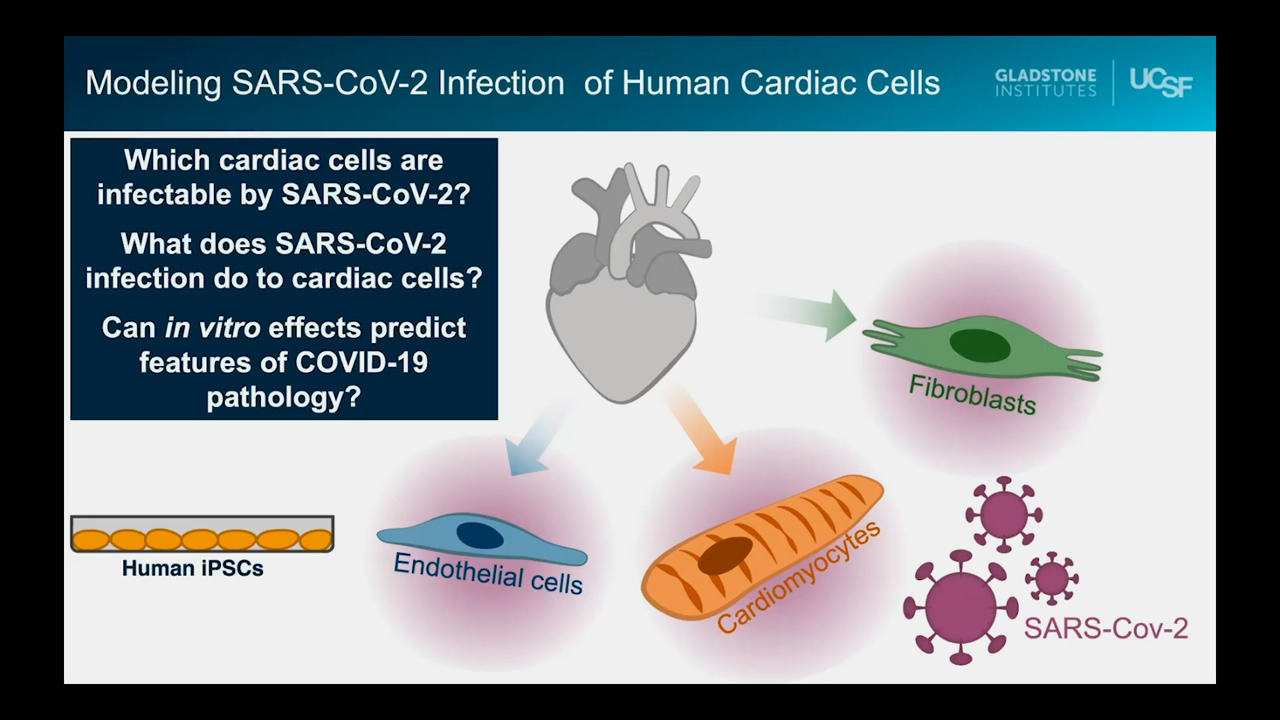 Modeling SARS-CoV-2 Infection of Human Cardiac Cells
GLADSTONE
INSTITUTES
UCSF
Which cardiac cells are
infectable by SARS-CoV-2?
What does SARS-CoV-2
infection do to cardiac cells?
Can in vitro effects predict
features of COVID-19
pathology?
Fibroblasts
Human iPSCs
Endothelial cells
Cardiomyocytes
SARS-Cov-2